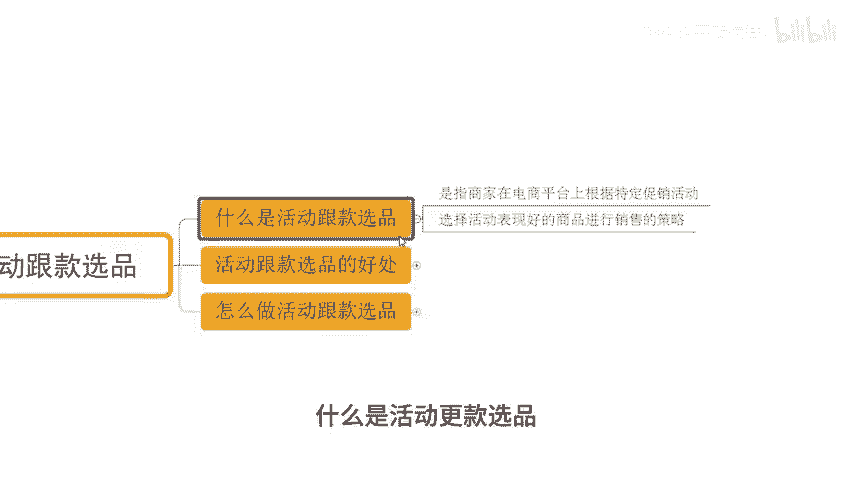 bilibili
是指商家在电商平台上根据特定促销活动
什么是活动跟款选品
选择活动表现好的商品进行销售的策略
动跟款选品
活动跟款选品的好处
怎么做活动跟款选品
什么是活动更款选品